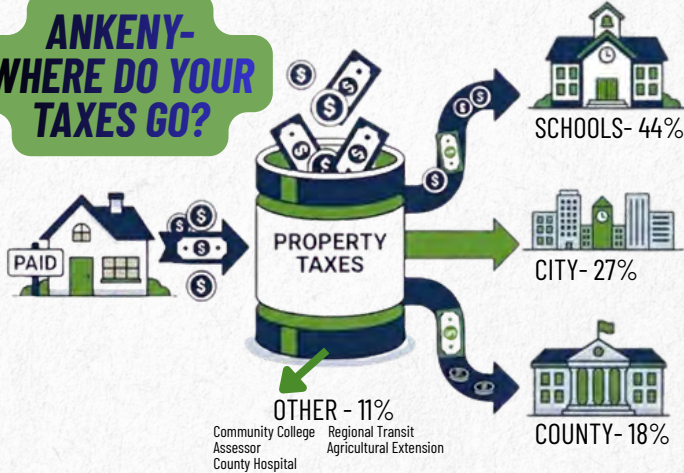 ANKENY-
WHERE DO YOUR
TAXES GO?
SCHOOLS- 44%
PAID
PROPERTY
TAXES
CITY- 27%
OTHER - 11%
Community College Regional Transit
Assessor Agricultural Extension
County Hospital
COUNTY- 18%